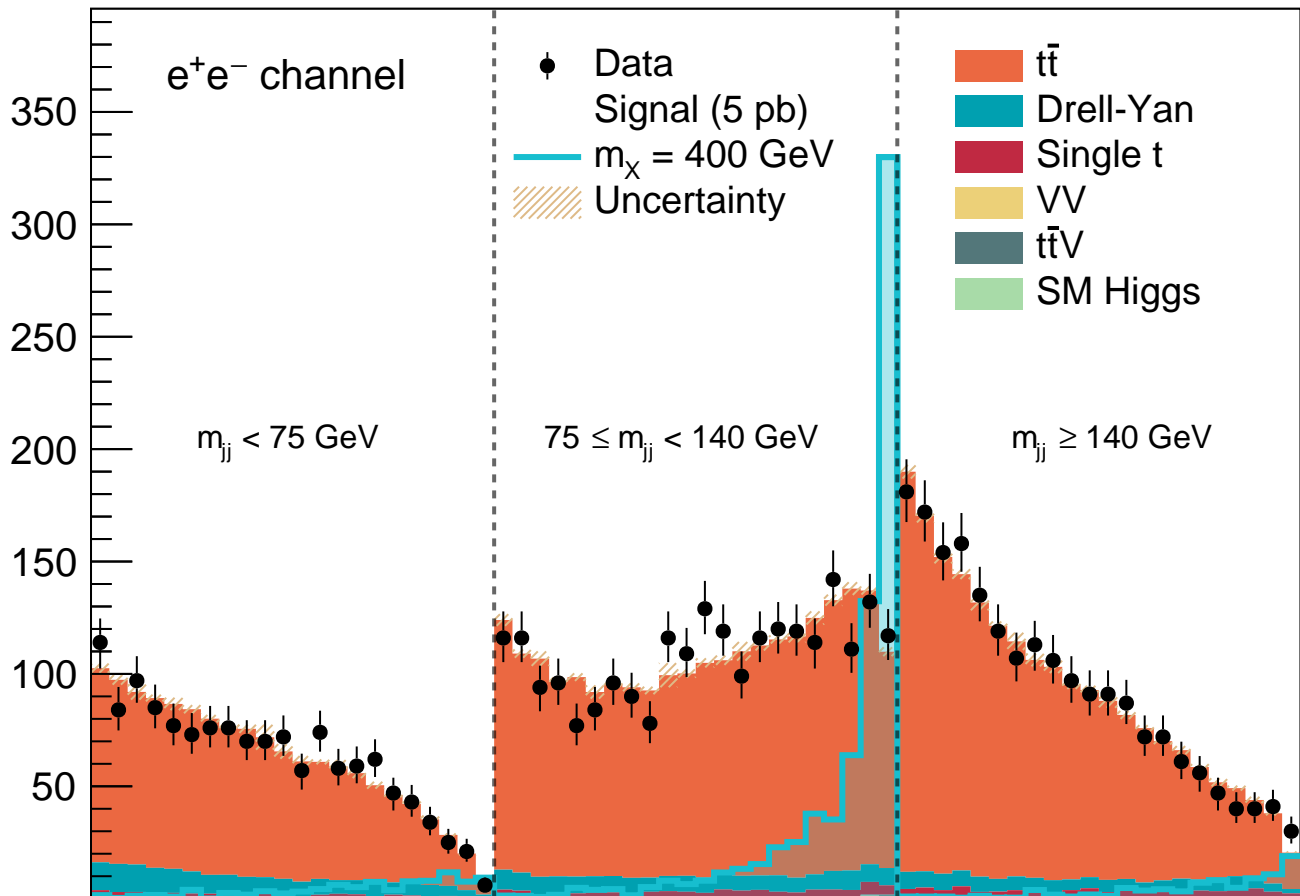 e⁺e⁻ channel
Data
Signal (5 pb)
m_X = 400 GeV
Uncertainty
tt̄
Drell-Yan
Single t
VV
tt̄V
SM Higgs
m_jj < 75 GeV
75 ≤ m_jj < 140 GeV
m_jj ≥ 140 GeV
350
300
250
200
150
100
50